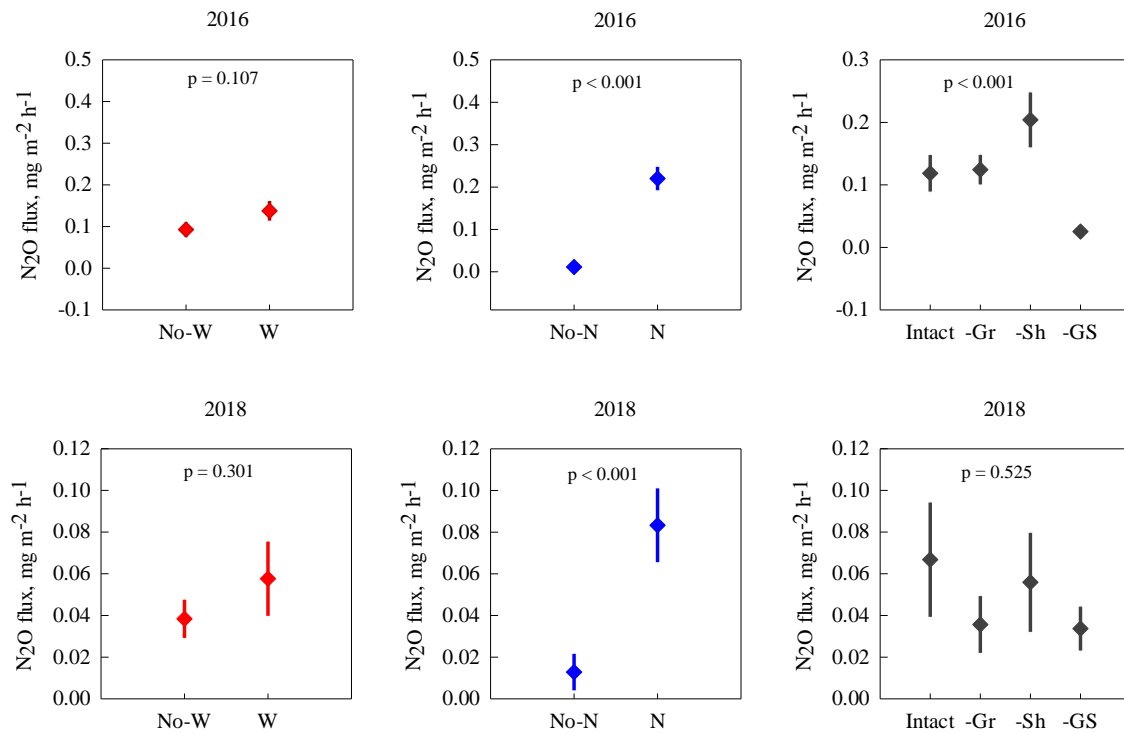 2016
p = 0.107
N2O flux, mg m-2 h-1
0.5
0.4
0.3
0.2
0.1
0.0
-0.1
No-W W
2016
p < 0.001
N2O flux, mg m-2 h-1
0.5
0.4
0.3
0.2
0.1
0.0
No-N N
2016
p < 0.001
N2O flux, mg m-2 h-1
0.3
0.2
0.1
0.0
-0.1
Intact -Gr -Sh -GS
2018
p = 0.301
N2O flux, mg m-2 h-1
0.12
0.10
0.08
0.06
0.04
0.02
0.00
No-W W
2018
p < 0.001
N2O flux, mg m-2 h-1
0.12
0.10
0.08
0.06
0.04
0.02
0.00
No-N N
2018
p = 0.525
N2O flux, mg m-2 h-1
0.12
0.10
0.08
0.06
0.04
0.02
0.00
Intact -Gr -Sh -GS